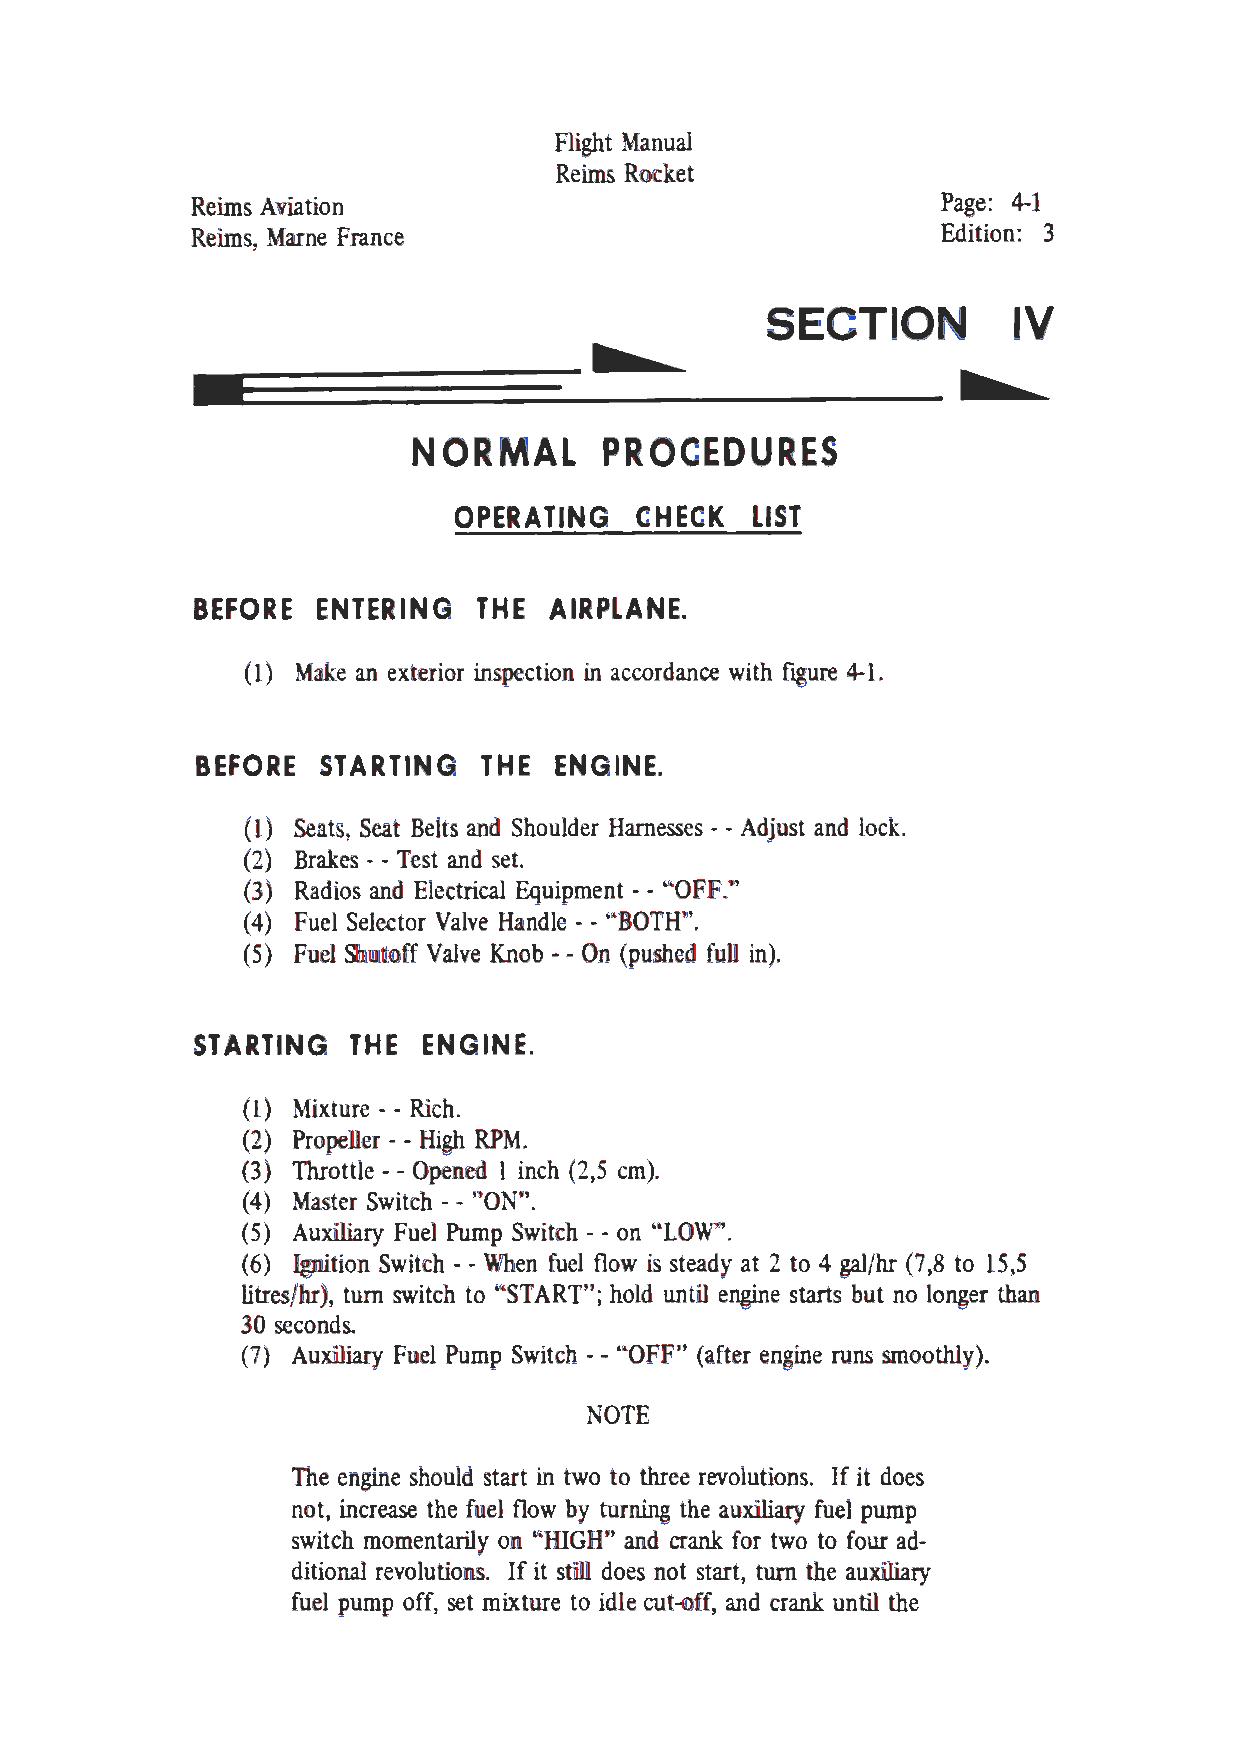 Flight Manual
Reims Rocket
Reims Aviation
Reims, Marne France
Page: 4-1
Edition: 3
SECTION IV
NORMAL PROCEDURES
OPERATING CHECK LIST
BEFORE ENTERING THE AIRPLANE.
(1) Make an exterior inspection in accordance with figure 4-1.
BEFORE STARTING THE ENGINE.
(1) Seats, Seat Belts and Shoulder Harnesses - - Adjust and lock.
(2) Brakes - - Test and set.
(3) Radios and Electrical Equipment - - “OFF.”
(4) Fuel Selector Valve Handle - - “BOTH”.
(5) Fuel Shutoff Valve Knob - - On (pushed full in).
STARTING THE ENGINE.
(1) Mixture - - Rich.
(2) Propeller - - High RPM.
(3) Throttle - - Opened 1 inch (2,5 cm).
(4) Master Switch - - ”ON”.
(5) Auxiliary Fuel Pump Switch - - on “LOW”.
(6) Ignition Switch - - When fuel flow is steady at 2 to 4 gal/hr (7,8 to 15,5
litres/hr), turn switch to “START”; hold until engine starts but no longer than
30 seconds.
(7) Auxiliary Fuel Pump Switch - - “OFF” (after engine runs smoothly).
NOTE
The engine should start in two to three revolutions. If it does
not, increase the fuel flow by turning the auxiliary fuel pump
switch momentarily on “HIGH” and crank for two to four ad-
ditional revolutions. If it still does not start, turn the auxiliary
fuel pump off, set mixture to idle cut-off, and crank until the